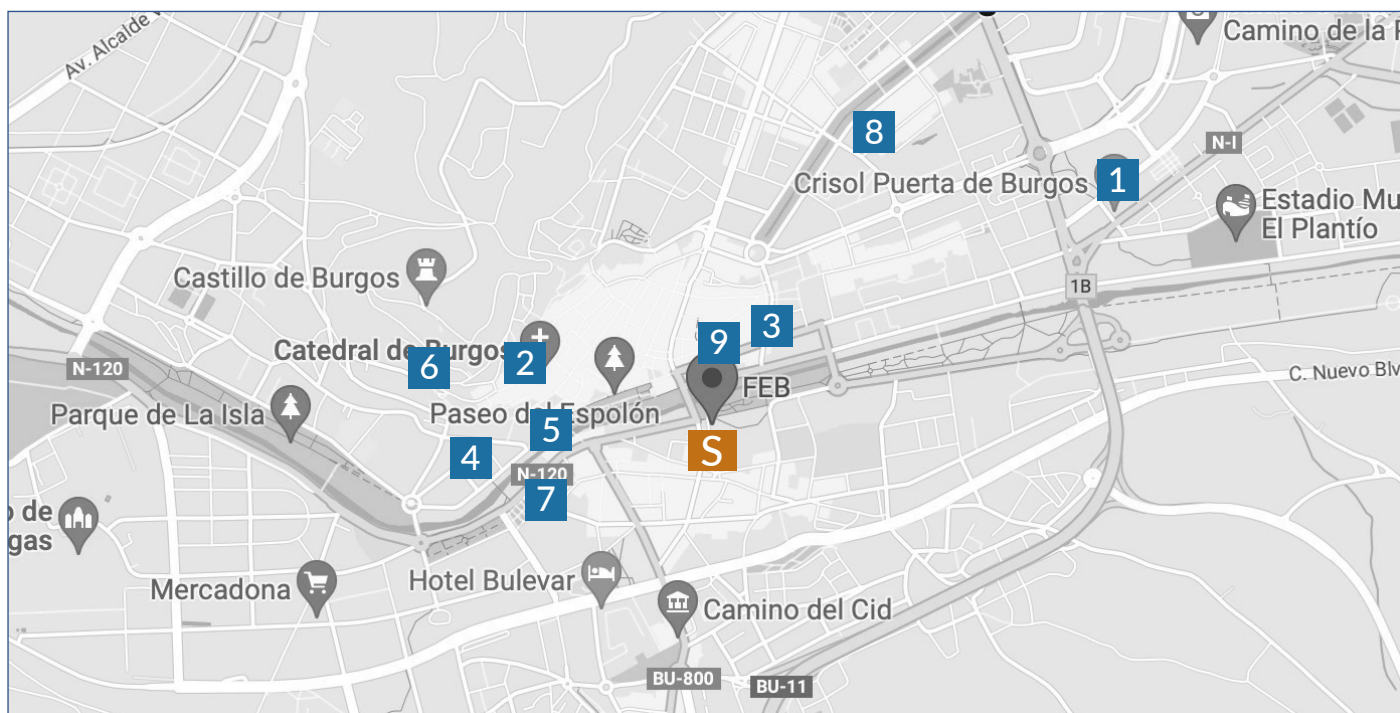 Camino de la P
Av. Alcalde
8
N-I
Crisol Puerta de Burgos
1
Estadio Mu
El Plantío
Castillo de Burgos
1B
3
9
Catedral de Burgos
2
6
N-120
FEB
C. Nuevo Blv
Parque de La Isla
Paseo del Espolón
5
S
4
N-120
7
o de
gas
Mercadona
Hotel Bulevar
Camino del Cid
BU-800
BU-11